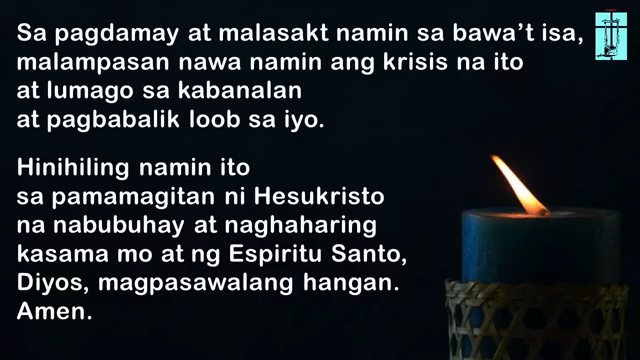 Sa pagdamay at malasakt namin sa bawa’t isa,
malampasan nawa namin ang krisis na ito
at lumago sa kabanalan
at pagbabalik loob sa iyo.
Hinihiling namin ito
sa pamamagitan ni Hesukristo
na nabubuhay at naghaharing
kasama mo at ng Espiritu Santo,
Diyos, magpasawalang hangan.
Amen.